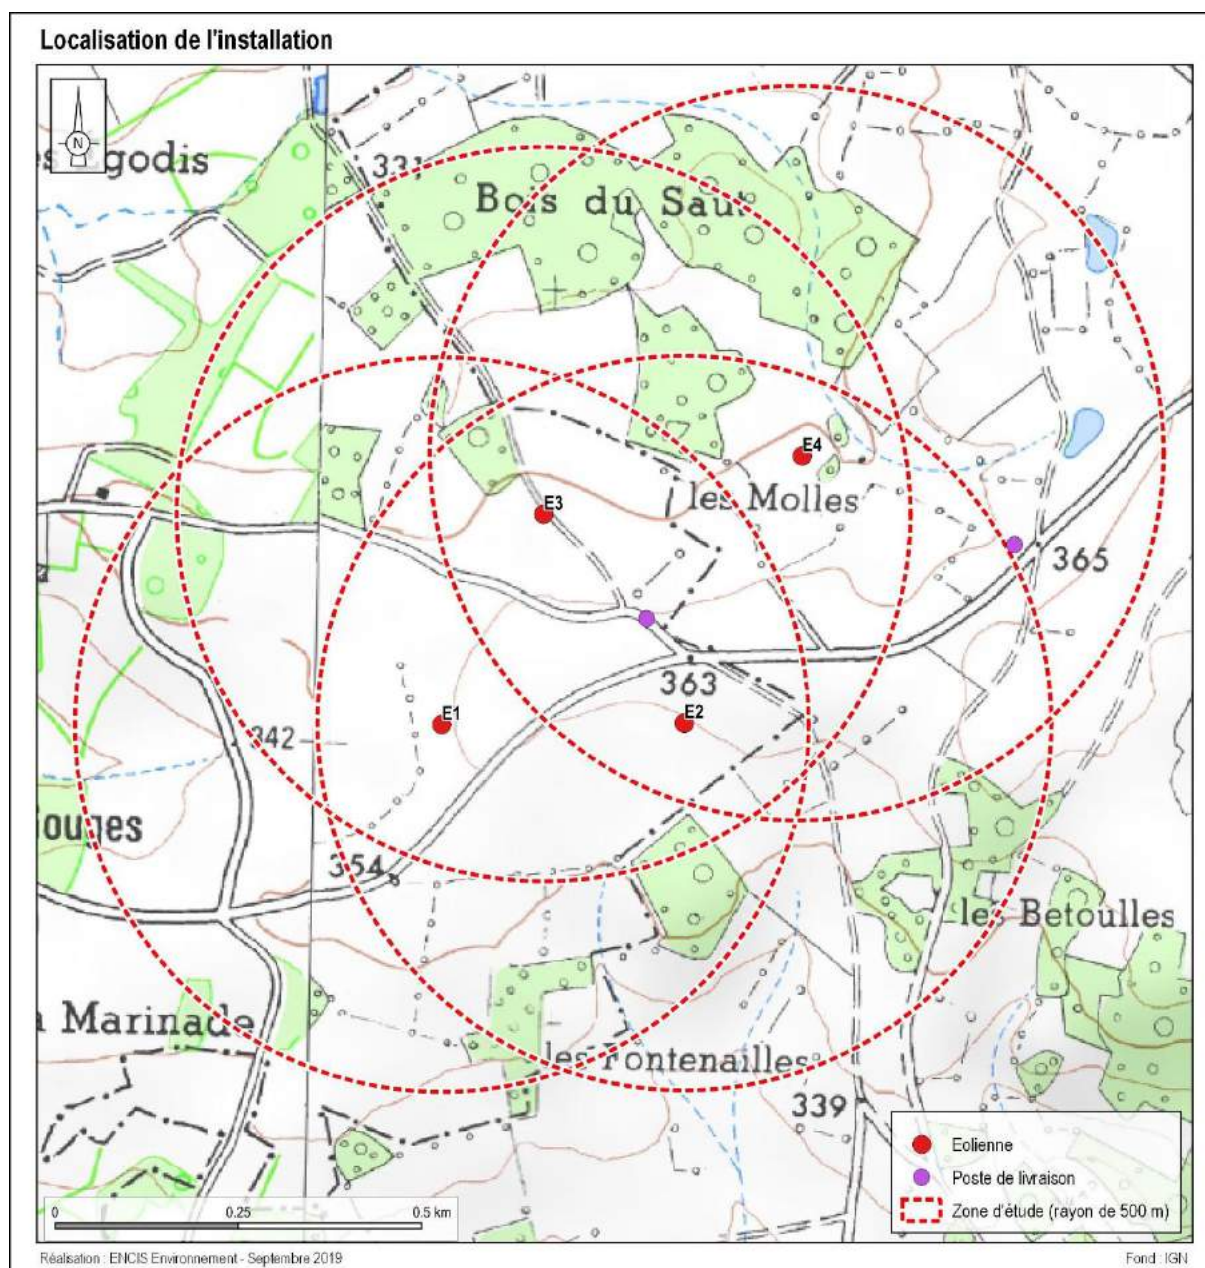 Localisation de l'installation
N
331
Bois du Saut
E4
les Molles
E3
365
363
E1
E2
342
354
les Betoulles
Marinade
les Fontenailles
339
Eolienne
Poste de livraison
Zone d'étude (rayon de 500 m)
0 0.25 0.5 km
Réalisation : ENCIS Environnement - Septembre 2019
Fond : IGN